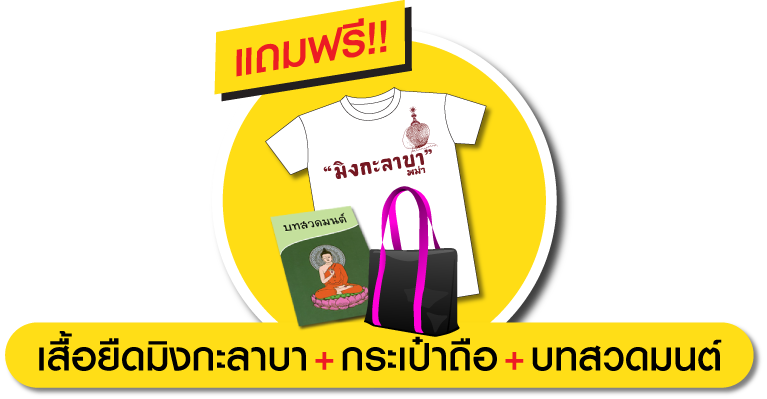 แถมฟรี!!
“มิงกะลาบา”
พม่า
บทสวดมนต์
เสื้อยืดมิงกะลาบา + กระเป๋าถือ + บทสวดมนต์